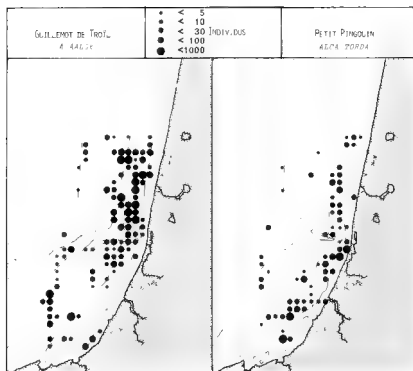 GUILLEMOT DE TROÏL
< 5
< 10
< 30 INDIVIDUS
< 100
<1000
PETIT PINGOUIN
ALCA TORDA